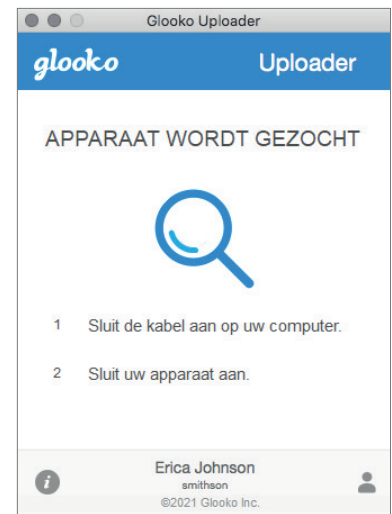 Glooko Uploader
glooko Uploader
APPARAAT WORDT GEZOCHT
1 Sluit de kabel aan op uw computer.
2 Sluit uw apparaat aan.
Erica Johnson
smithson
©2021 Glooko Inc.